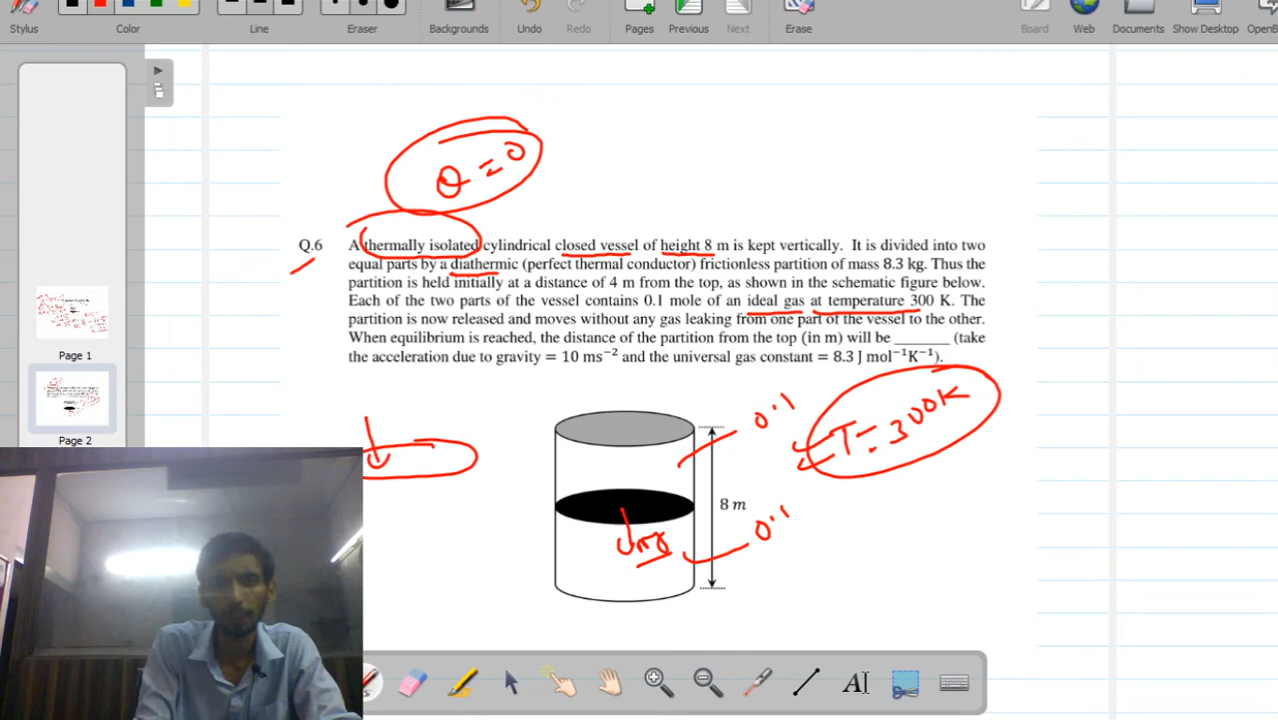 Stylus Color Line Eraser Backgrounds Undo Redo Pages Previous Next Erase Board Web Documents Show Desktop OpenB
Q = 0
Q.6 A thermally isolated cylindrical closed vessel of height 8 m is kept vertically. It is divided into two
equal parts by a diathermic (perfect thermal conductor) frictionless partition of mass 8.3 kg. Thus the
partition is held initially at a distance of 4 m from the top, as shown in the schematic figure below.
Each of the two parts of the vessel contains 0.1 mole of an ideal gas at temperature 300 K. The
partition is now released and moves without any gas leaking from one part of the vessel to the other.
When equilibrium is reached, the distance of the partition from the top (in m) will be _______ (take
the acceleration due to gravity = 10 ms⁻² and the universal gas constant = 8.3 J mol⁻¹K⁻¹).
Page 1
Page 2
0.1
T = 300K
8 m
mg
0.1
AI